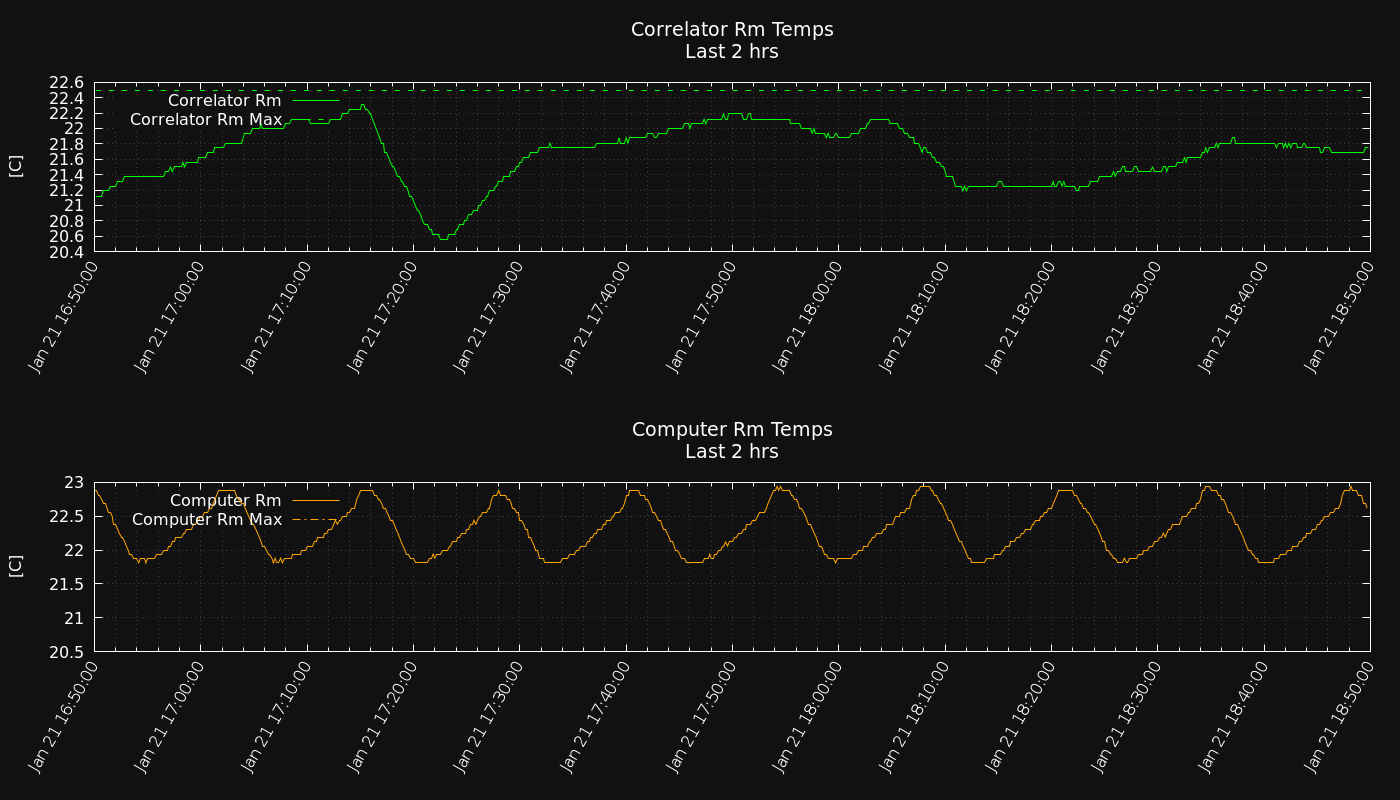 Correlator Rm Temps
Last 2 hrs
22.6
22.4
22.2
22
21.8
21.6
21.4
21.2
21
20.8
20.6
20.4
[C]
Correlator Rm
Correlator Rm Max
Jan 21 16:50:00
Jan 21 17:00:00
Jan 21 17:10:00
Jan 21 17:20:00
Jan 21 17:30:00
Jan 21 17:40:00
Jan 21 17:50:00
Jan 21 18:00:00
Jan 21 18:10:00
Jan 21 18:20:00
Jan 21 18:30:00
Jan 21 18:40:00
Jan 21 18:50:00
Computer Rm Temps
Last 2 hrs
23
22.5
22
21.5
21
20.5
[C]
Computer Rm
Computer Rm Max
Jan 21 16:50:00
Jan 21 17:00:00
Jan 21 17:10:00
Jan 21 17:20:00
Jan 21 17:30:00
Jan 21 17:40:00
Jan 21 17:50:00
Jan 21 18:00:00
Jan 21 18:10:00
Jan 21 18:20:00
Jan 21 18:30:00
Jan 21 18:40:00
Jan 21 18:50:00